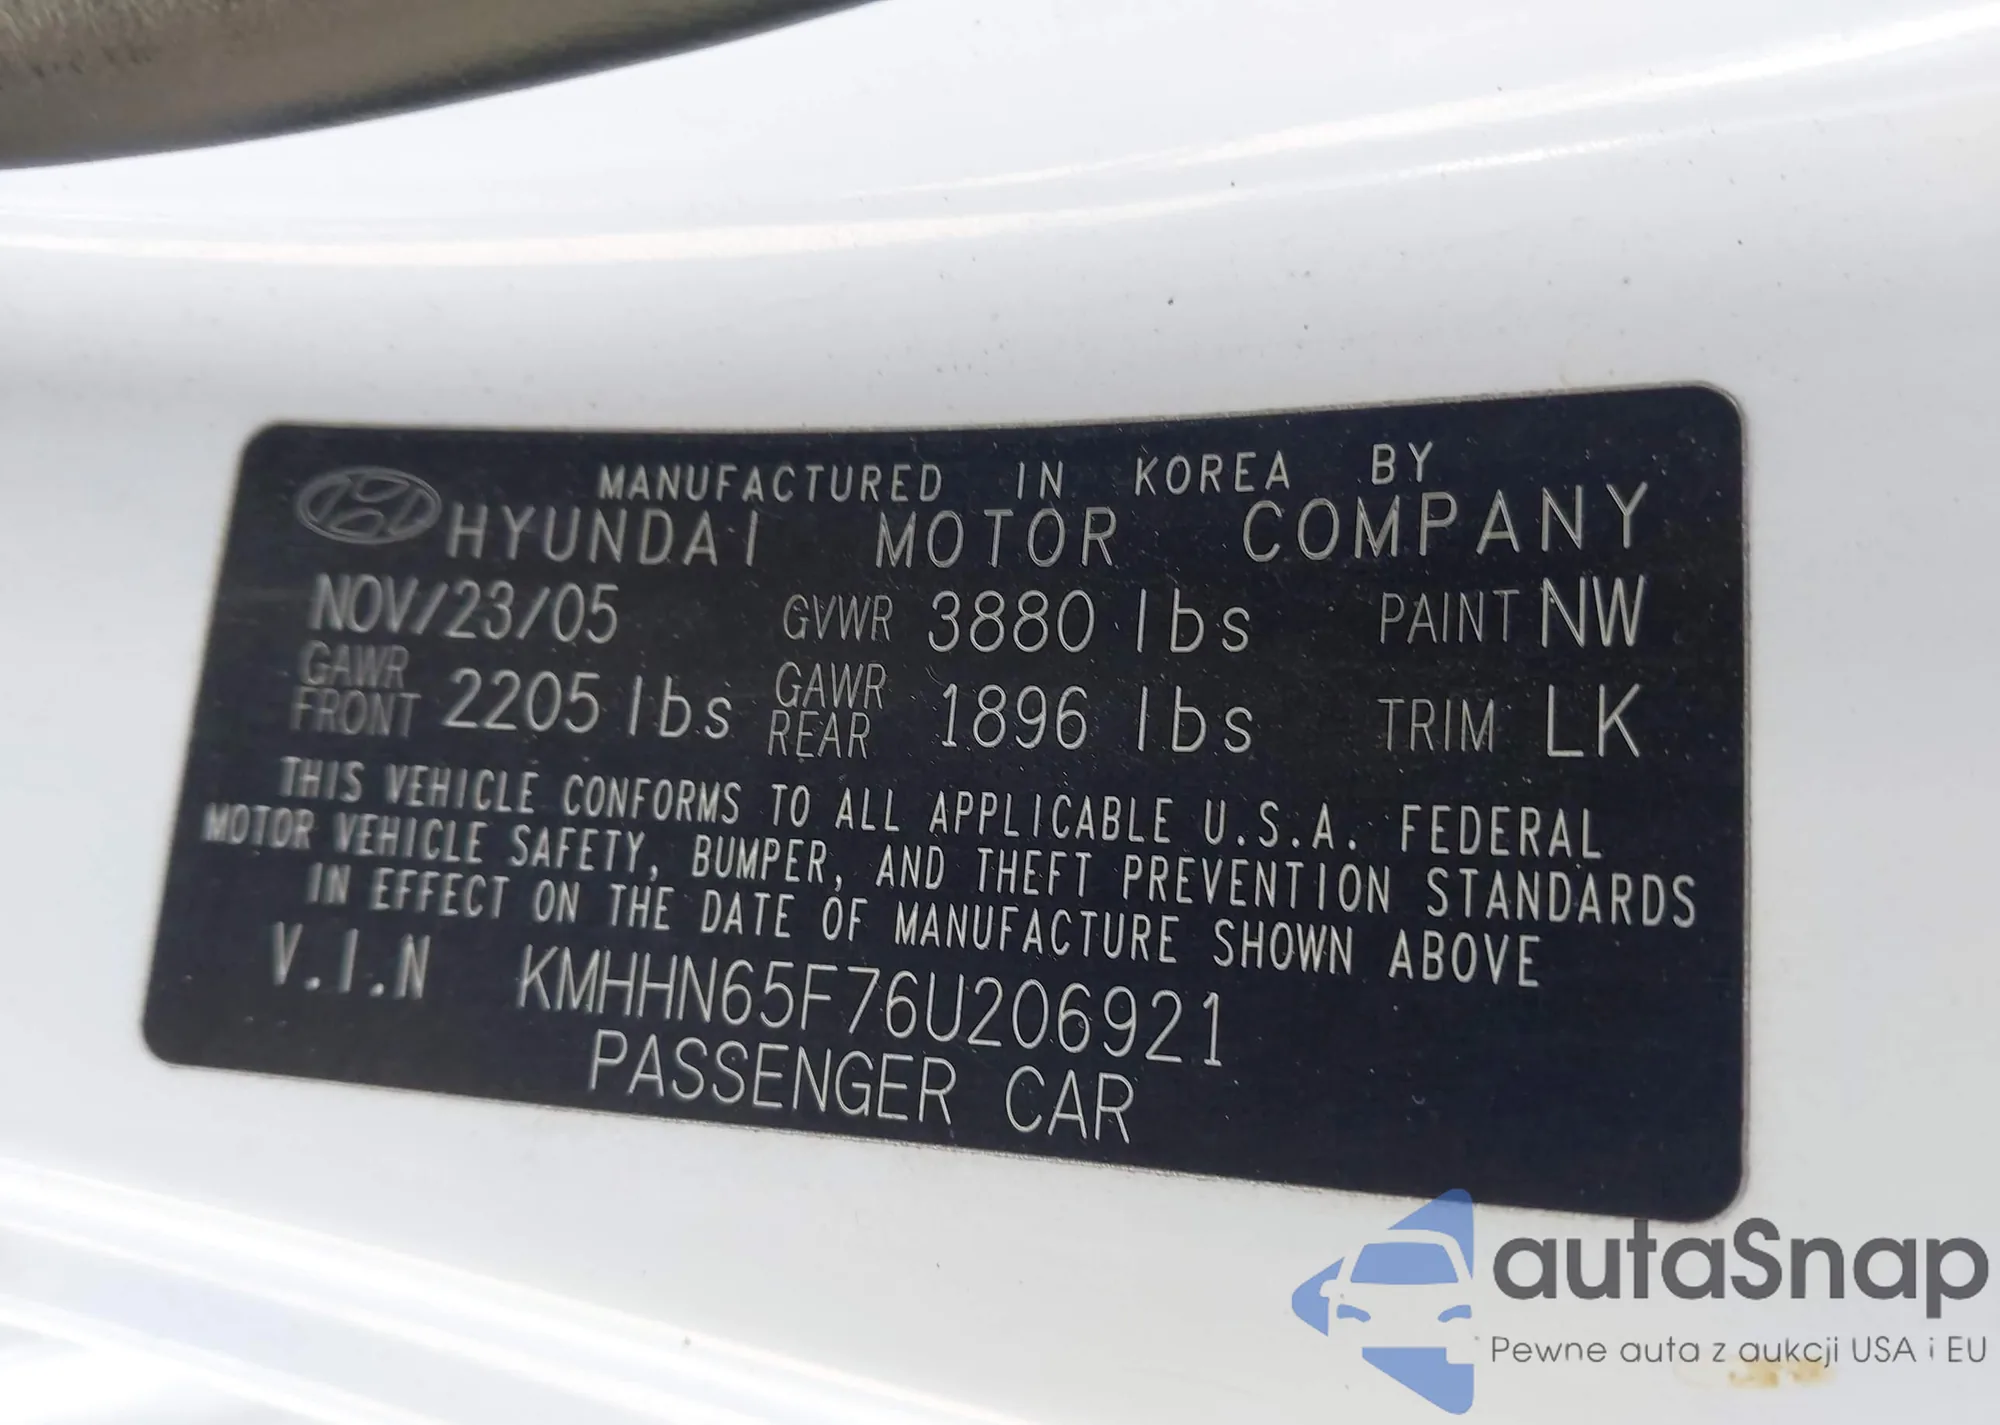 MANUFACTURED IN KOREA BY
HYUNDAI MOTOR COMPANY
NOV/23/05 GVWR 3880 lbs PAINT NW
GAWR FRONT 2205 lbs GAWR REAR 1896 lbs TRIM LK
THIS VEHICLE CONFORMS TO ALL APPLICABLE U.S.A. FEDERAL
MOTOR VEHICLE SAFETY, BUMPER, AND THEFT PREVENTION STANDARDS
IN EFFECT ON THE DATE OF MANUFACTURE SHOWN ABOVE
V.I.N KMHHN65F76U206921
PASSENGER CAR
autaSnap
Pewne auta z aukcji USA i EU